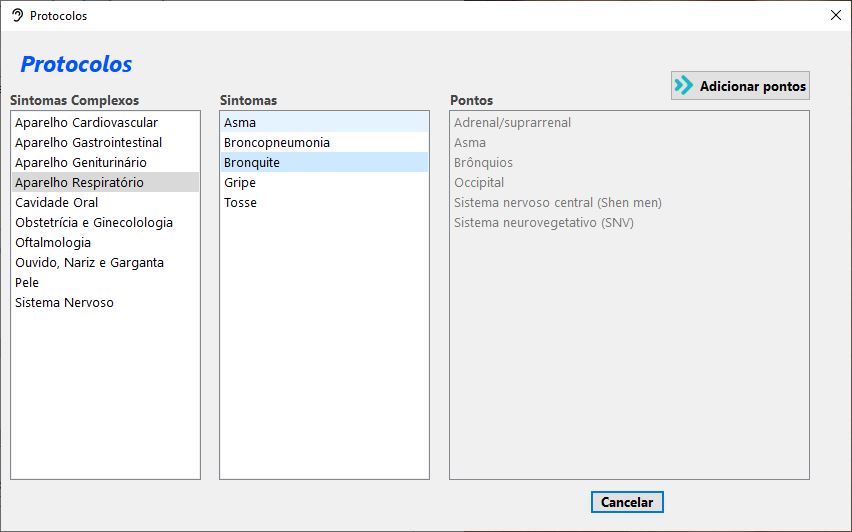 Protocolos
Protocolos
Adicionar pontos
Sintomas Complexos
Aparelho Cardiovascular
Aparelho Gastrointestinal
Aparelho Geniturinário
Aparelho Respiratório
Cavidade Oral
Obstetrícia e Ginecolologia
Oftalmologia
Ouvido, Nariz e Garganta
Pele
Sistema Nervoso
Sintomas
Asma
Broncopneumonia
Bronquite
Gripe
Tosse
Pontos
Adrenal/suprarrenal
Asma
Brônquios
Occipital
Sistema nervoso central (Shen men)
Sistema neurovegetativo (SNV)
Cancelar